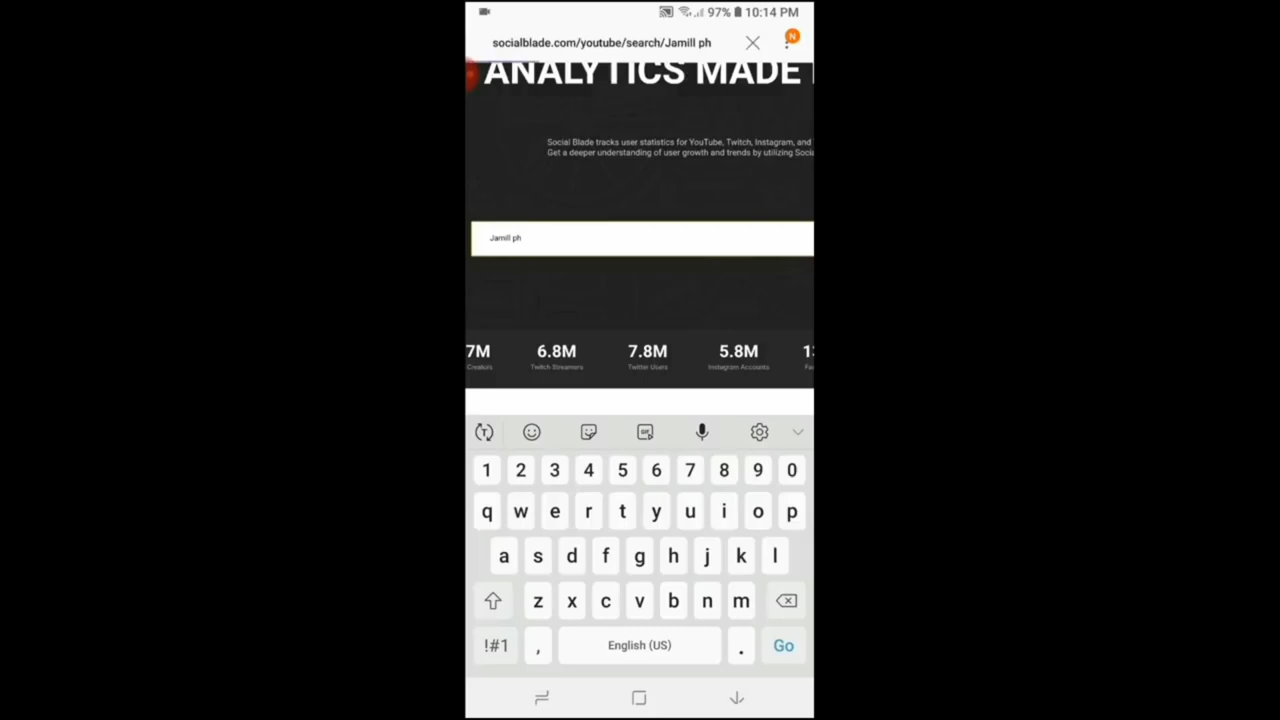 97% 10:14 PM
socialblade.com/youtube/search/Jamill ph
N
ANALYTICS MADE
Social Blade tracks user statistics for YouTube, Twitch, Instagram, and
Get a deeper understanding of user growth and trends by utilizing
Jamill ph
7M 6.8M 7.8M 5.8M
Creators Twitch Streamers Twitter Users Instagram Accounts
T GIF
1 2 3 4 5 6 7 8 9 0
q w e r t y u i o p
a s d f g h j k l
z x c v b n m
!#1 , English (US) . Go